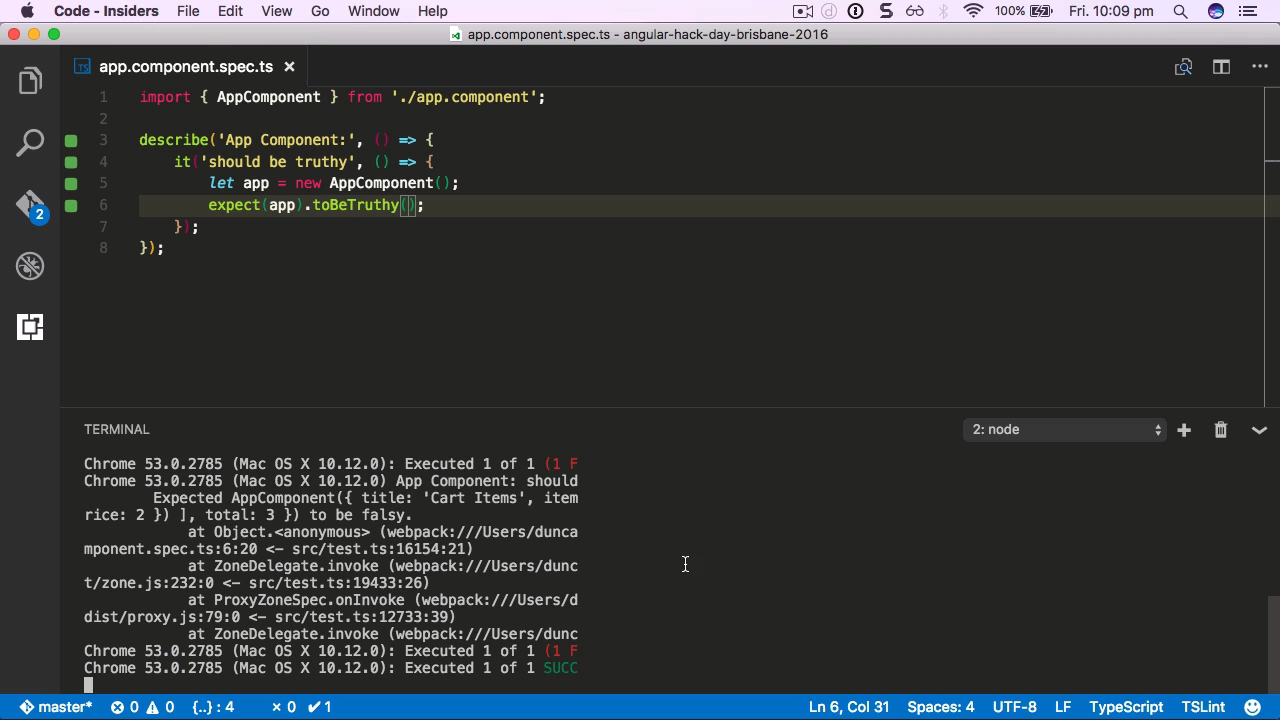 Code - Insiders File Edit View Go Window Help 100% Fri. 10:09 pm
app.component.spec.ts - angular-hack-day-brisbane-2016
TS app.component.spec.ts ×
1 import { AppComponent } from './app.component';
2
3 describe('App Component:', () => {
4 it('should be truthy', () => {
5 let app = new AppComponent();
6 expect(app).toBeTruthy();
7 });
8 });
2
TERMINAL 2: node
Chrome 53.0.2785 (Mac OS X 10.12.0): Executed 1 of 1 (1 F
Chrome 53.0.2785 (Mac OS X 10.12.0) App Component: should
Expected AppComponent({ title: 'Cart Items', item
rice: 2 }) ], total: 3 }) to be falsy.
at Object.<anonymous> (webpack:///Users/dunca
mponent.spec.ts:6:20 <- src/test.ts:16154:21)
at ZoneDelegate.invoke (webpack:///Users/dunc
t/zone.js:232:0 <- src/test.ts:19433:26)
at ProxyZoneSpec.onInvoke (webpack:///Users/d
dist/proxy.js:79:0 <- src/test.ts:12733:39)
at ZoneDelegate.invoke (webpack:///Users/dunc
Chrome 53.0.2785 (Mac OS X 10.12.0): Executed 1 of 1 (1 F
Chrome 53.0.2785 (Mac OS X 10.12.0): Executed 1 of 1 SUCC
master* 0 0 {..} : 4 × 0 ✓ 1 Ln 6, Col 31 Spaces: 4 UTF-8 LF TypeScript TSLint